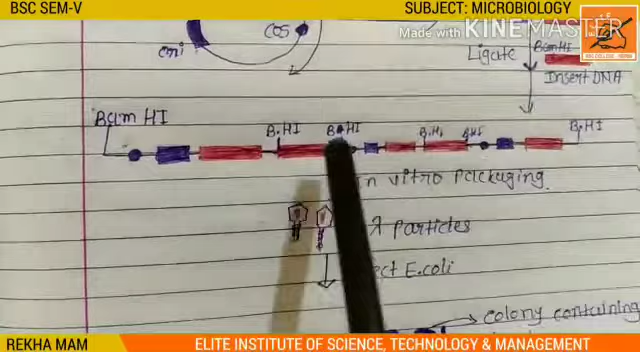 BSC SEM-V
SUBJECT: MICROBIOLOGY
Made with KINEMASTER
cos
ori
Ligate
BamHI
Insert DNA
Bam HI
B.HI
BAHI
B.HI
BHI
B.HI
In vitro packaging
λ particles
ect E.coli
colony containing
REKHA MAM
ELITE INSTITUTE OF SCIENCE, TECHNOLOGY & MANAGEMENT